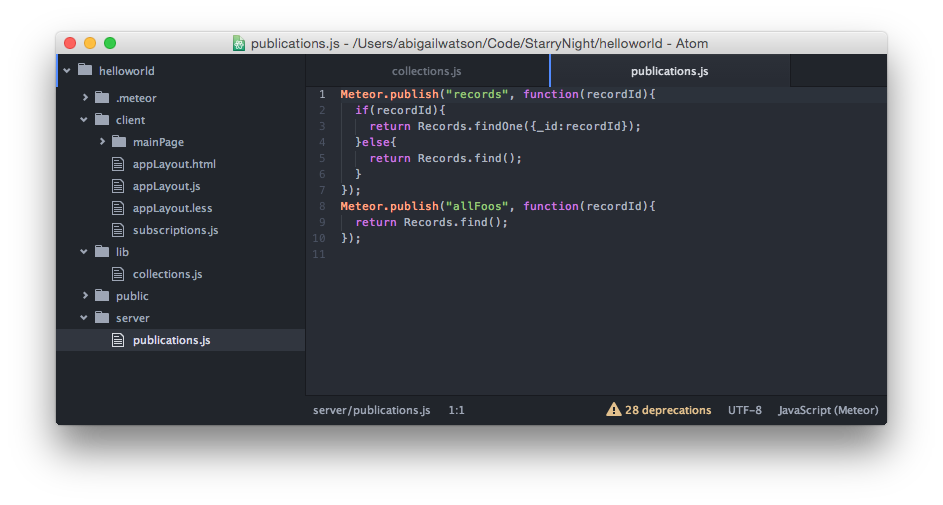 publications.js - /Users/abigailwatson/Code/StarryNight/helloworld - Atom
helloworld
.meteor
client
mainPage
appLayout.html
appLayout.js
appLayout.less
subscriptions.js
lib
collections.js
public
server
publications.js
collections.js publications.js
1 Meteor.publish("records", function(recordId){
2 if(recordId){
3 return Records.findOne({_id:recordId});
4 }else{
5 return Records.find();
6 }
7 });
8 Meteor.publish("allFoos", function(recordId){
9 return Records.find();
10 });
11
server/publications.js 1:1 28 deprecations UTF-8 JavaScript (Meteor)